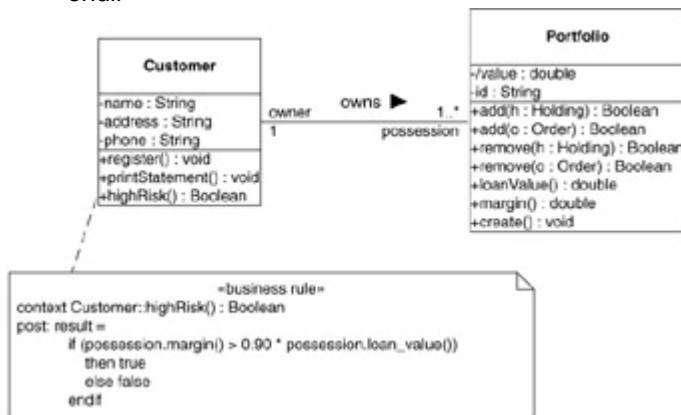 Customer
-name : String
-address : String
-phone : String
+register() : void
+printStatement() : void
+highRisk() : Boolean
owner
1
owns
1..*
possession
Portfolio
-/value : double
-id : String
+add(h : Holding) : Boolean
+add(o : Order) : Boolean
+remove(h : Holding) : Boolean
+remove(o : Order) : Boolean
+loanValue() : double
+margin() : double
+create() : void
«business rule»
context Customer::highRisk() : Boolean
post: result =
if (possession.margin() > 0.90 * possession.loan_value())
then true
else false
endif